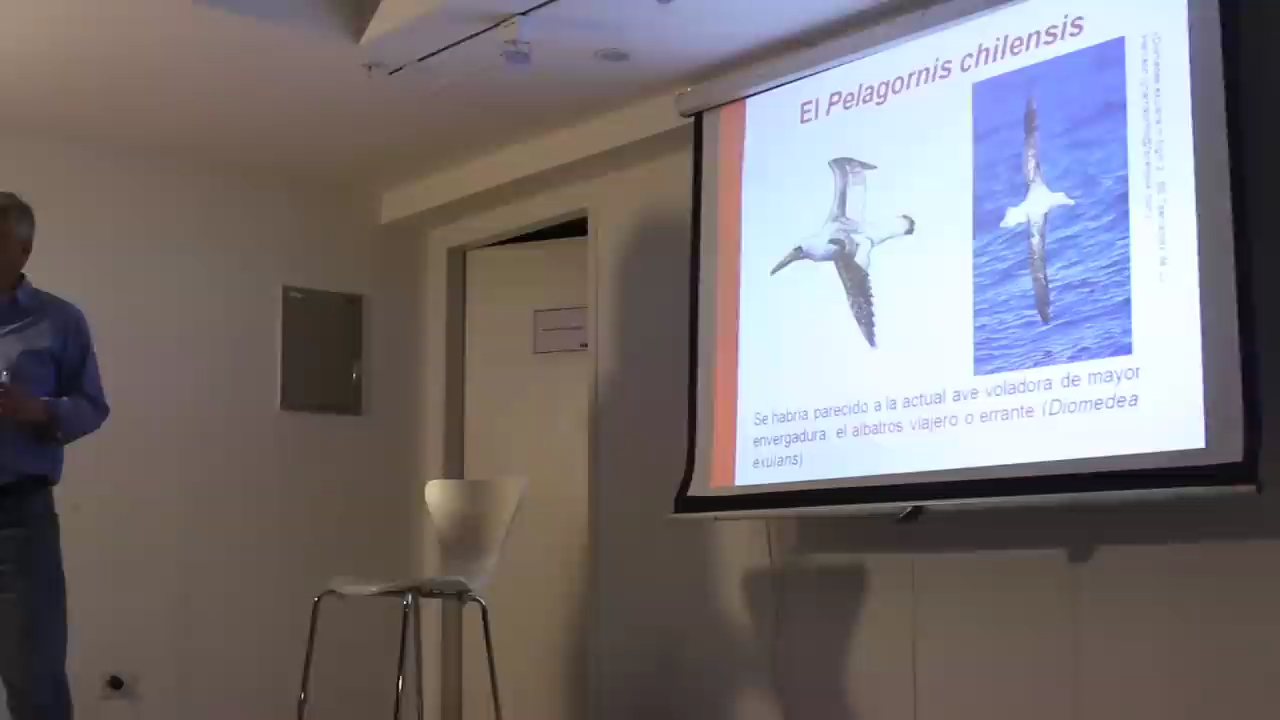 El Pelagornis chilensis
Se habría parecido a la actual ave voladora de mayor
envergadura el albatros viajero o errante (Diomedea
exulans)